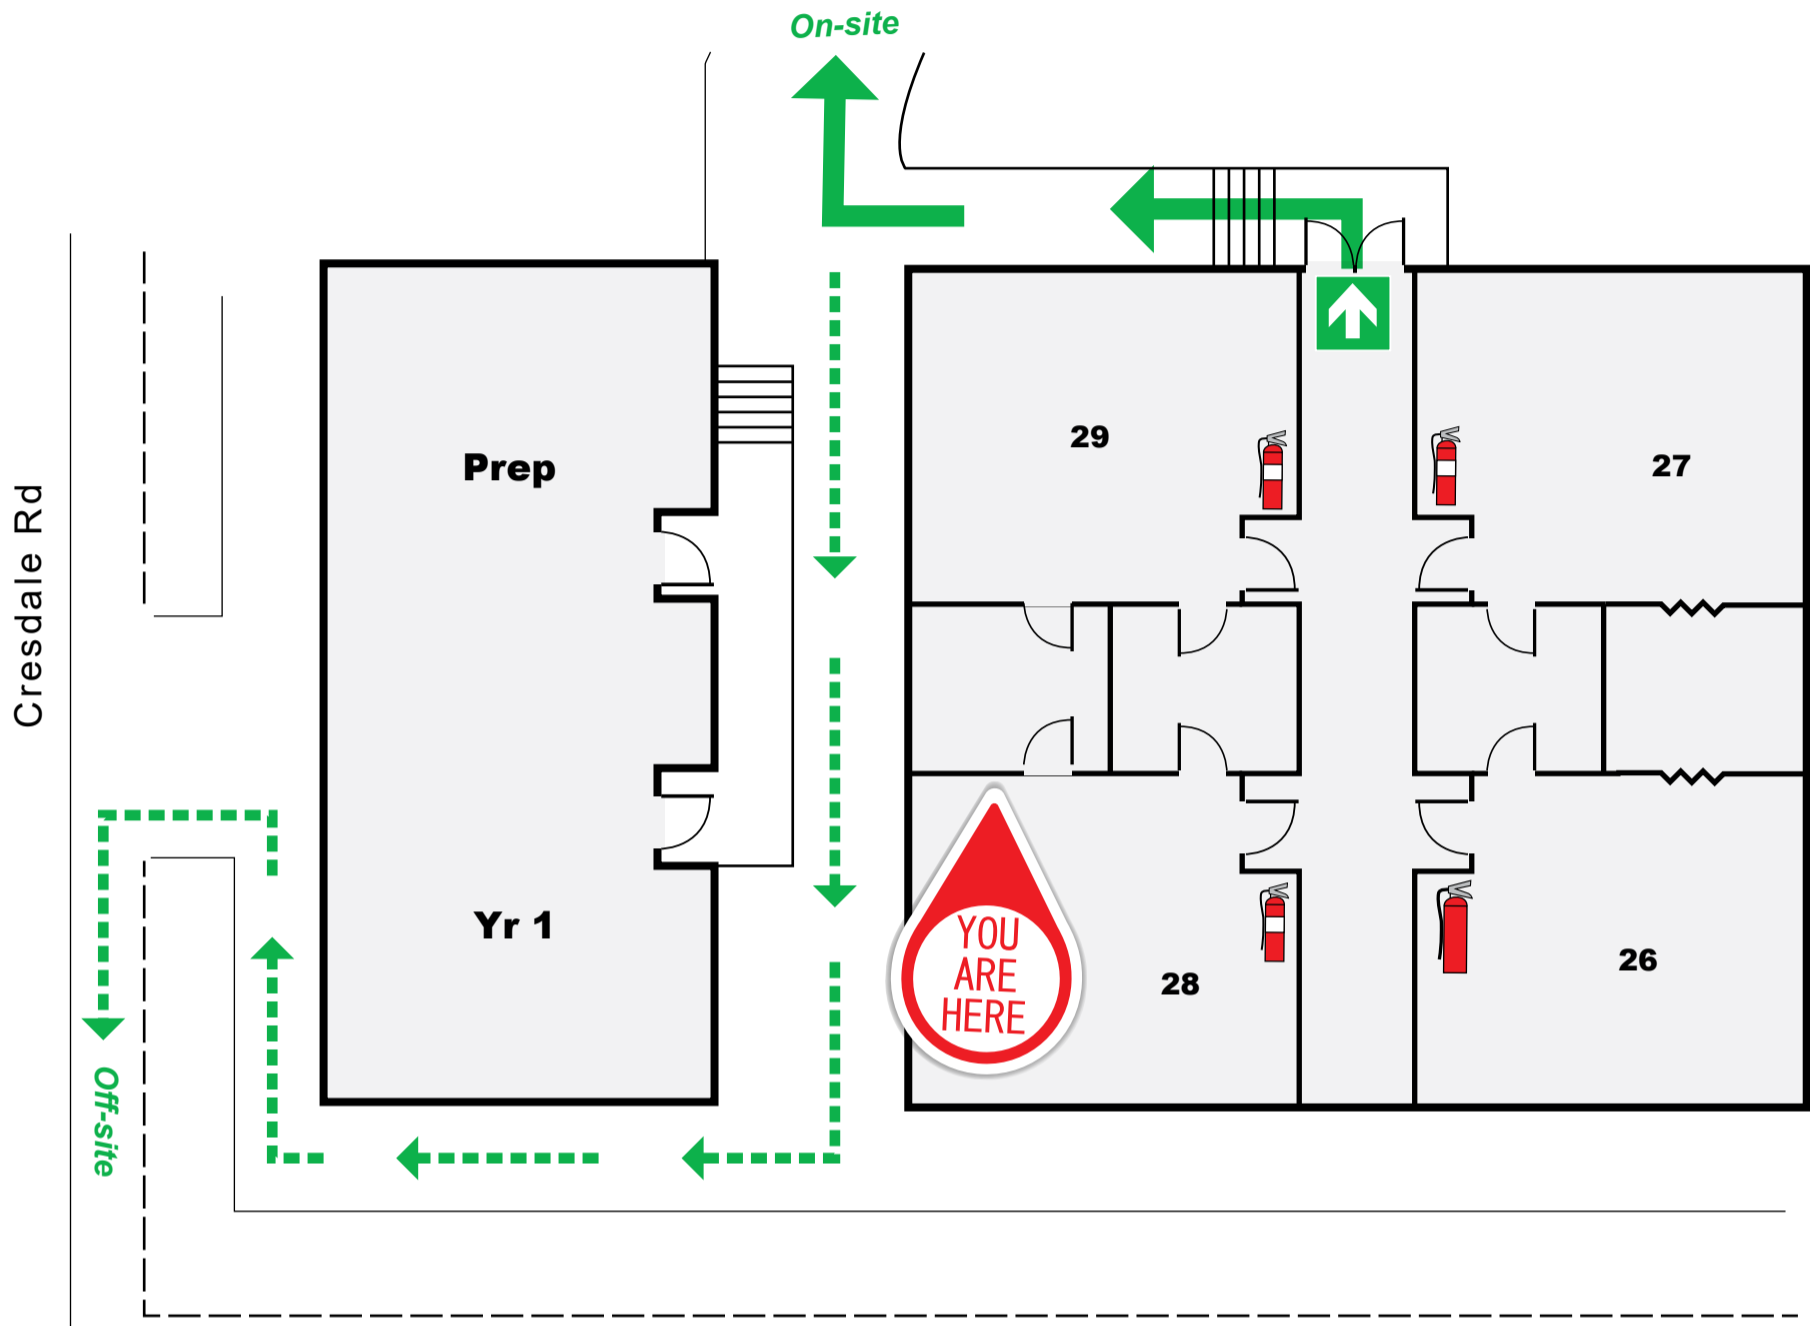 On-site
29
27
Prep
Cresdale Rd
YOU
ARE
HERE
Yr 1
28
26
Off-site